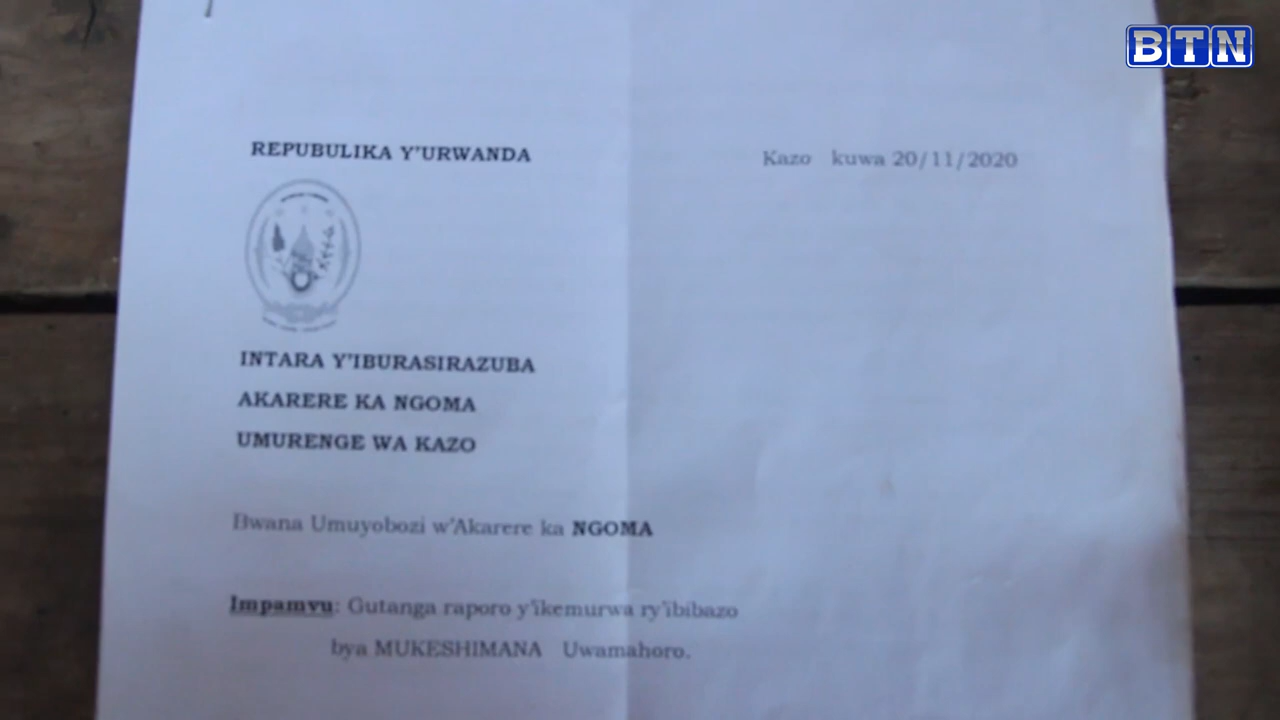 BTN
REPUBULIKA Y'URWANDA
Kazo kuwa 20/11/2020
INTARA Y'IBURASIRAZUBA
AKARERE KA NGOMA
UMURENGE WA KAZO
Bwana Umuyobozi w'Akarere ka NGOMA
Impamvu: Gutanga raporo y'ikemurwa ry'ibibazo
bya MUKESHIMANA Uwamahoro.